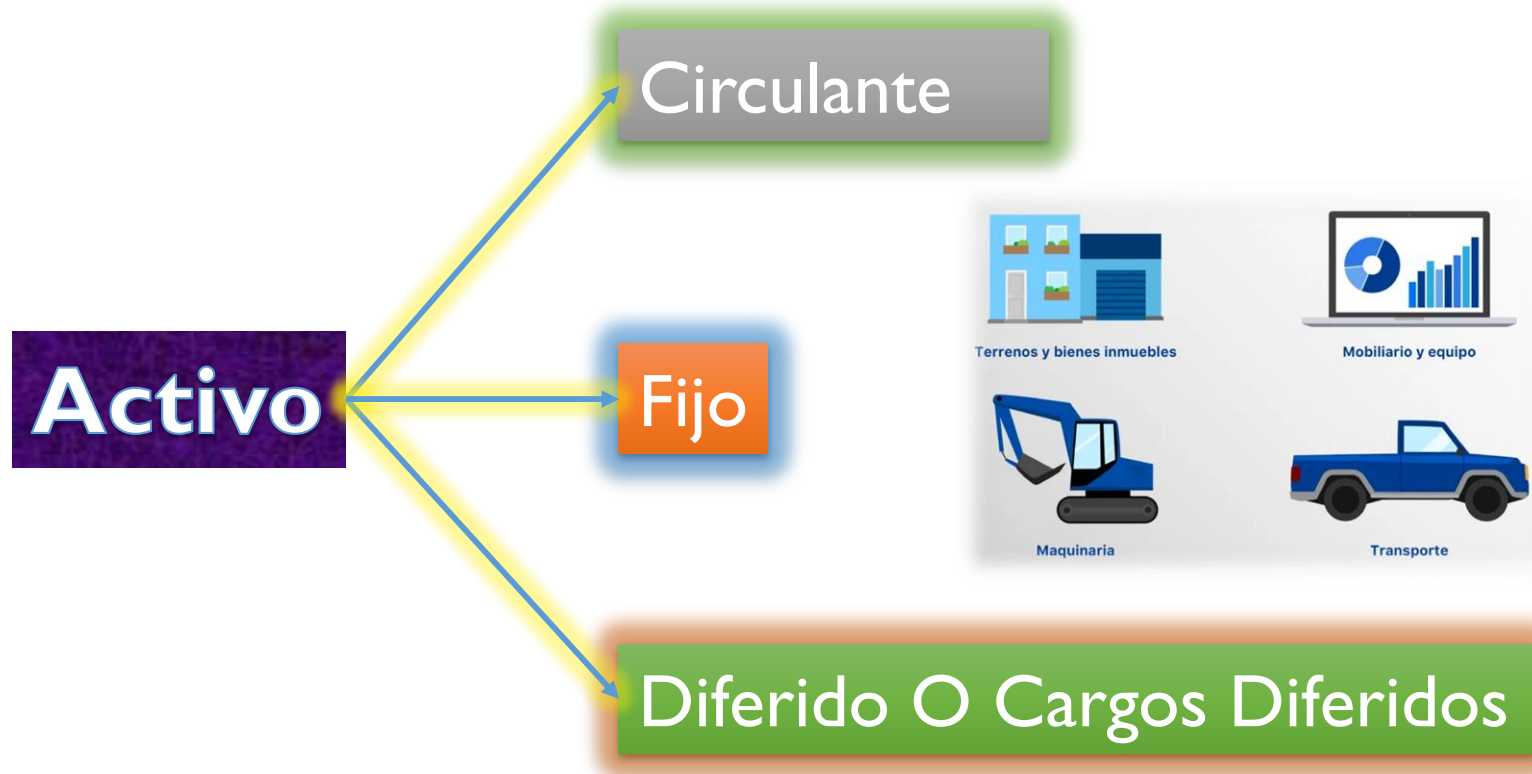 Activo
Circulante
Fijo
Terrenos y bienes inmuebles
Mobiliario y equipo
Maquinaria
Transporte
Diferido O Cargos Diferidos